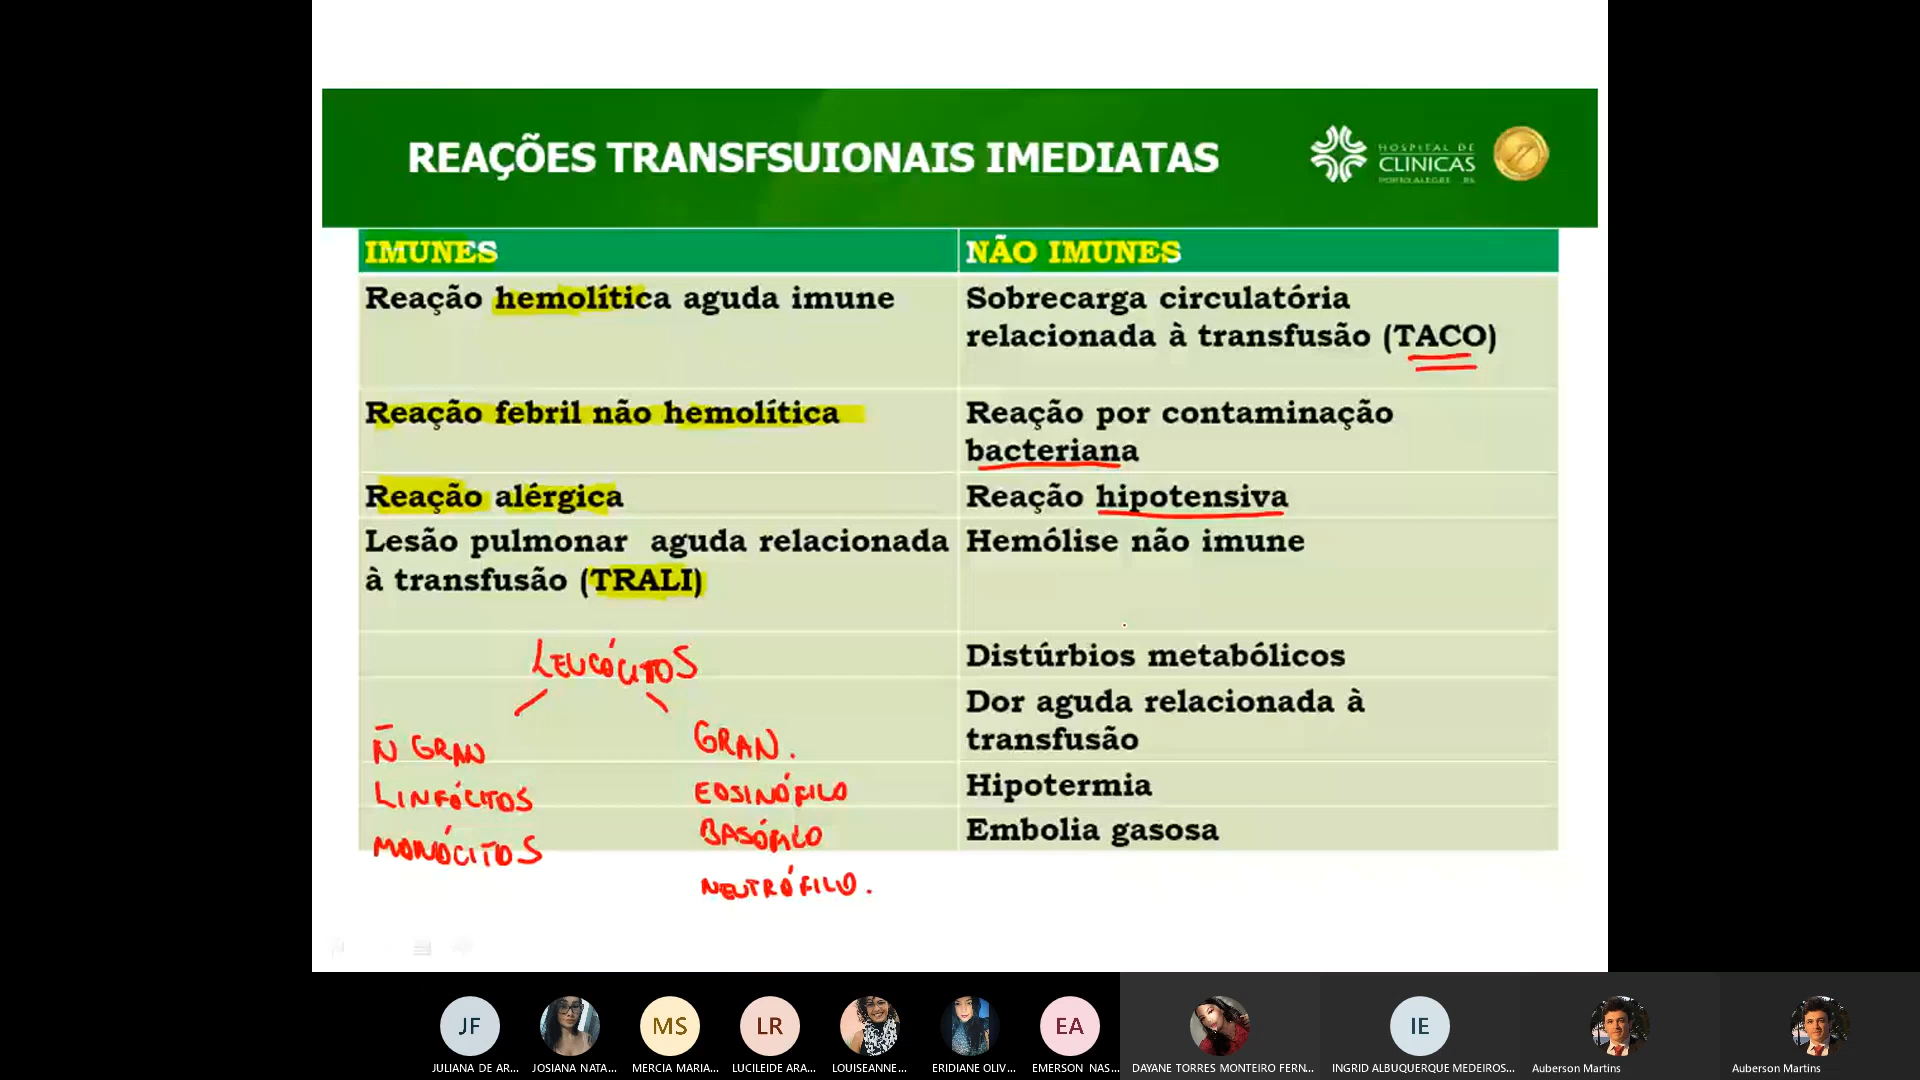 REAÇÕES TRANSFSUIONAIS IMEDIATAS
HOSPITAL DE
CLINICAS
PORTO ALEGRE RS
IMUNES
NÃO IMUNES
Reação hemolítica aguda imune
Sobrecarga circulatória
relacionada à transfusão (TACO)
Reação febril não hemolítica
Reação por contaminação
bacteriana
Reação alérgica
Reação hipotensiva
Lesão pulmonar aguda relacionada
à transfusão (TRALI)
Hemólise não imune
LEUCÓCITOS
Distúrbios metabólicos
Dor aguda relacionada à
transfusão
Hipotermia
Embolia gasosa
N̄ GRAN
LINFÓCITOS
MONÓCITOS
GRAN.
EOSINÓFILO
BASÓFILO
NEUTRÓFILO.
JF
MS
LR
EA
IE
JULIANA DE AR...
JOSIANA NATA...
MERCIA MARIA...
LUCILEIDE ARA...
LOUISEANNE...
ERIDIANE OLIV...
EMERSON NAS...
DAYANE TORRES MONTEIRO FERN...
INGRID ALBUQUERQUE MEDEIROS...
Auberson Martins
Auberson Martins